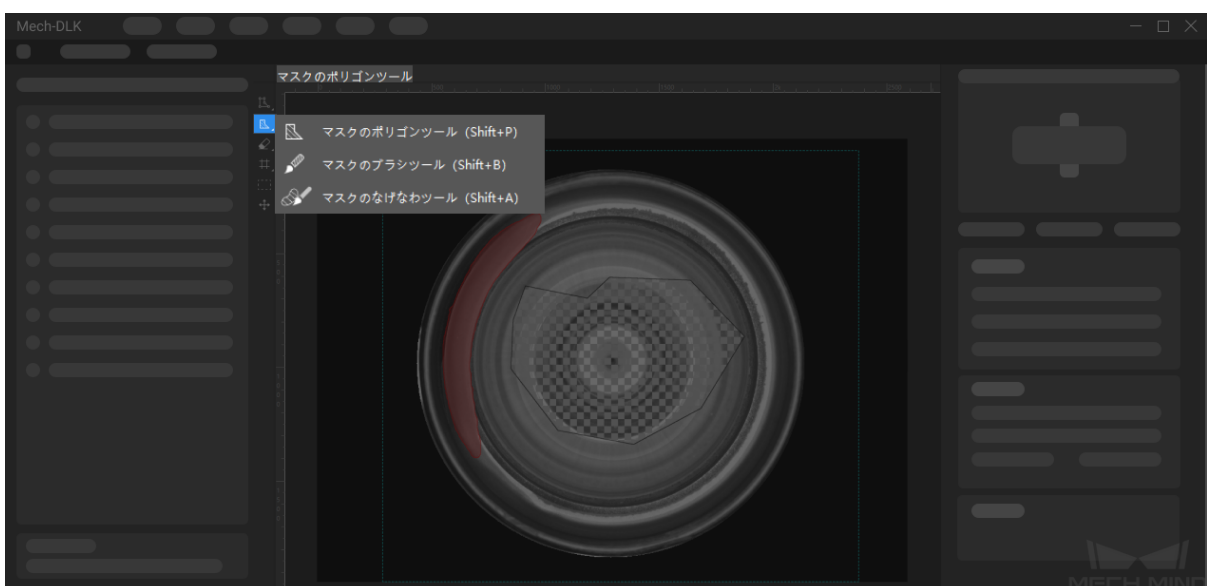 Mech-DLK
マスクのポリゴンツール
マスクのポリゴンツール (Shift+P)
マスクのブラシツール (Shift+B)
マスクのなげなわツール (Shift+A)
MECH MIND